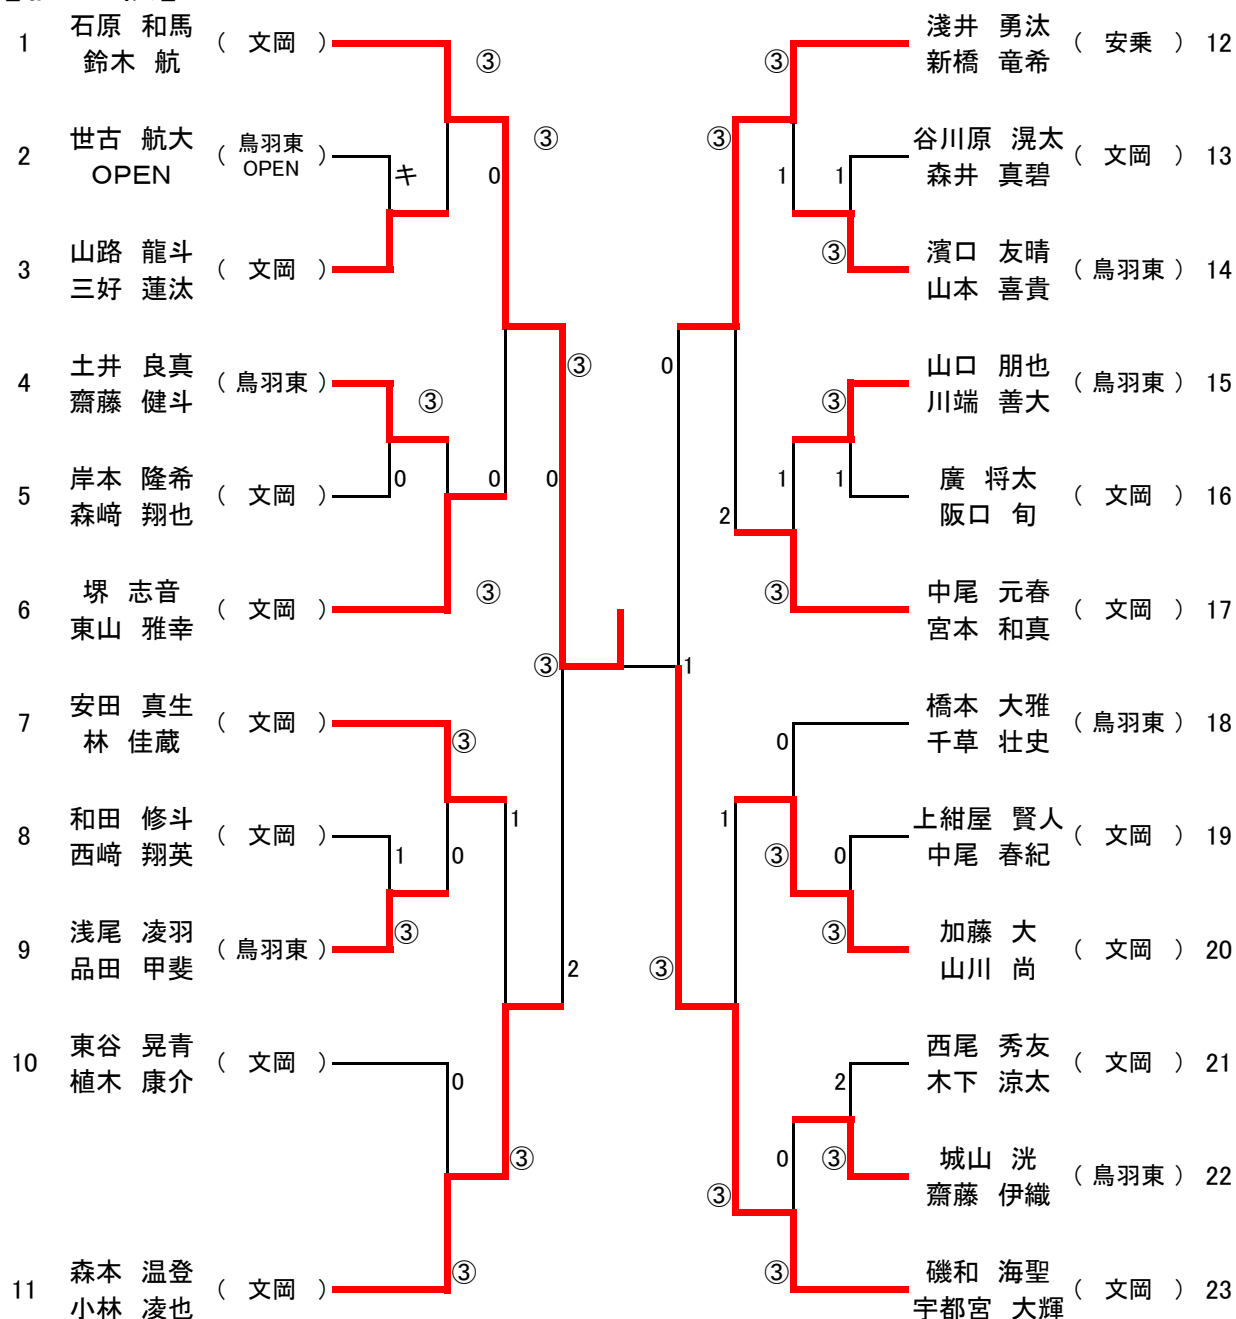 1 石原 和馬 鈴木 航 ( 文岡 )
2 世古 航大 OPEN ( 鳥羽東 OPEN )
3 山路 龍斗 三好 蓮汰 ( 文岡 )
4 土井 良真 齋藤 健斗 ( 鳥羽東 )
5 岸本 隆希 森﨑 翔也 ( 文岡 )
6 堺 志音 東山 雅幸 ( 文岡 )
7 安田 真生 林 佳蔵 ( 文岡 )
8 和田 修斗 西﨑 翔英 ( 文岡 )
9 浅尾 凌羽 品田 甲斐 ( 鳥羽東 )
10 東谷 晃青 植木 康介 ( 文岡 )
11 森本 温登 小林 凌也 ( 文岡 )
③
③
キ
0
③
③
0
0
0
③
③
③
1
1
0
③
2
0
③
③
淺井 勇汰 新橋 竜希 ( 安乗 ) 12
谷川原 滉太 森井 真碧 ( 文岡 ) 13
濱口 友晴 山本 喜貴 ( 鳥羽東 ) 14
山口 朋也 川端 善大 ( 鳥羽東 ) 15
廣 将太 阪口 旬 ( 文岡 ) 16
中尾 元春 宮本 和真 ( 文岡 ) 17
橋本 大雅 千草 壮史 ( 鳥羽東 ) 18
上紺屋 賢人 中尾 春紀 ( 文岡 ) 19
加藤 大 山川 尚 ( 文岡 ) 20
西尾 秀友 木下 涼太 ( 文岡 ) 21
城山 洸 齋藤 伊織 ( 鳥羽東 ) 22
磯和 海聖 宇都宮 大輝 ( 文岡 ) 23
③
③
1
1
③
0
③
1
1
2
③
1
0
1
③
0
③
③
2
0
③
③
③